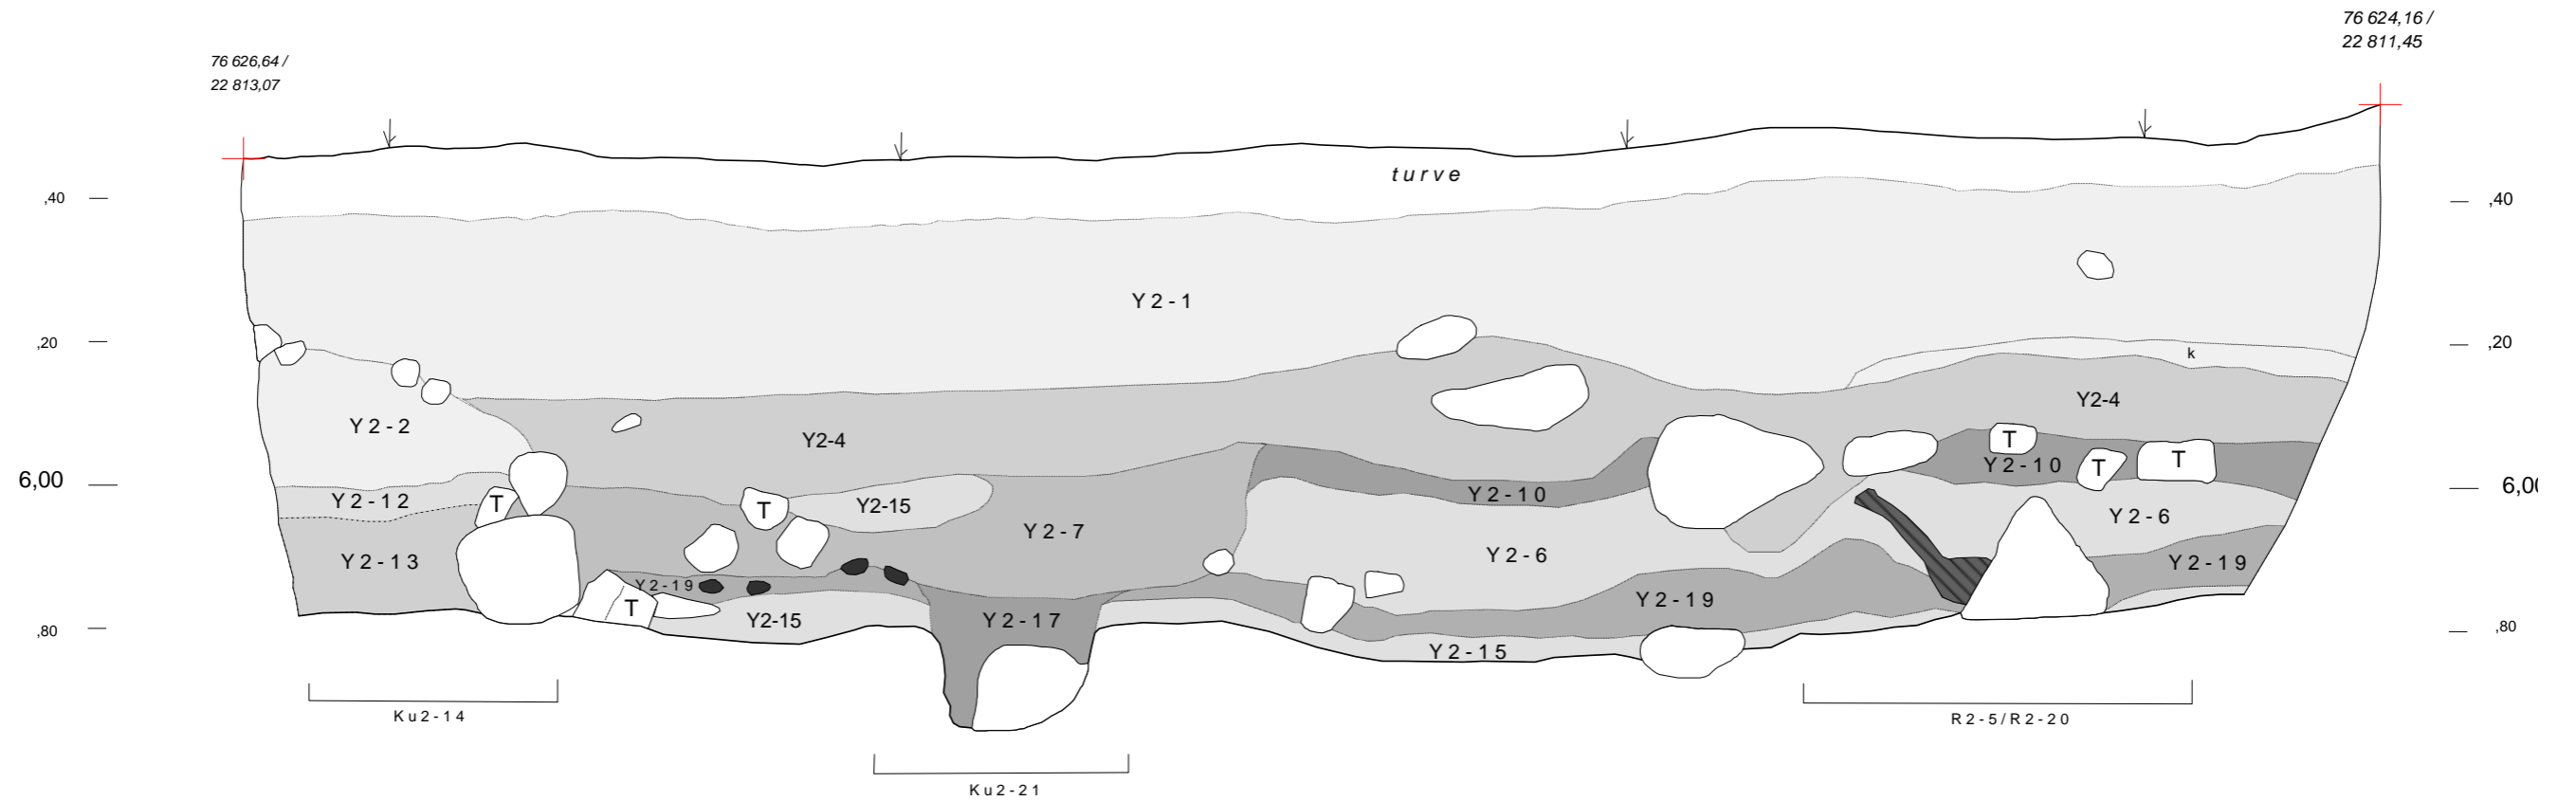 76 624,16 /
22 811,45
76 626,64 /
22 813,07
turve
,40
,40
Y2-1
,20
,20
k
Y2-4
Y2-2
Y2-4
T
T
T
Y2-10
6,00
6,0
Y2-12
T
T
Y2-15
Y2-10
Y2-6
Y2-7
Y2-6
Y2-13
Y2-19
Y2-19
T
Y2-19
Y2-15
Y2-17
,80
,80
Y2-15
Ku2-14
R2-5/R2-20
Ku2-21